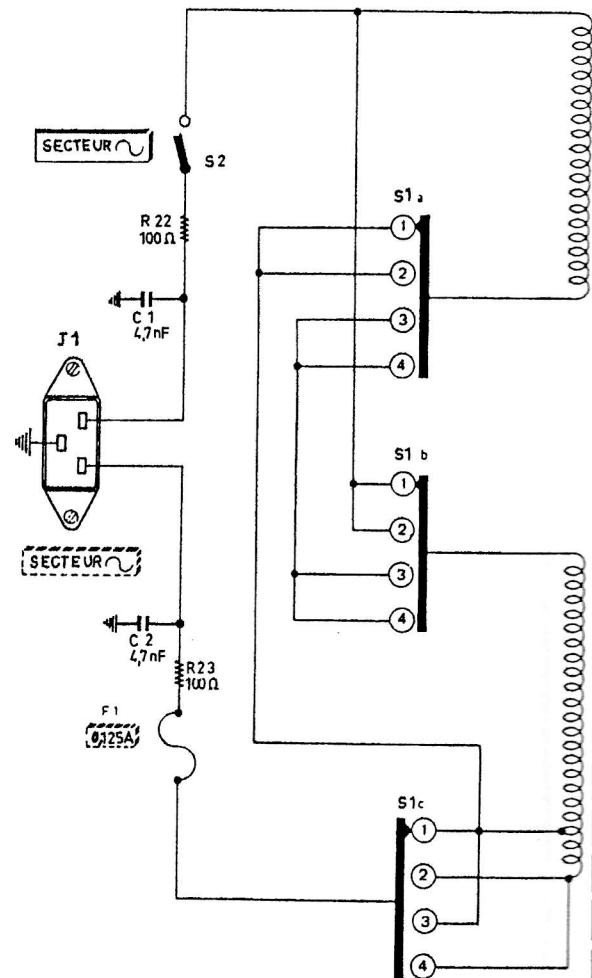 SECTEUR
S2
R22
100Ω
C1
4,7nF
J1
S1a
1
2
3
4
S1b
1
2
3
4
SECTEUR
C2
4,7nF
R23
100Ω
F1
0,125A
S1c
1
2
3
4